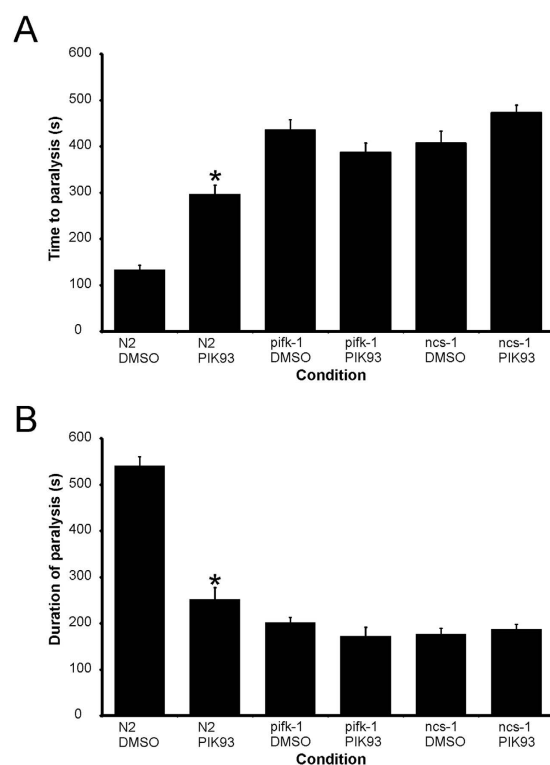 A
600
500
400
300
200
100
0
Time to paralysis (s)
*
N2 DMSO
N2 PIK93
pifk-1 DMSO
pifk-1 PIK93
ncs-1 DMSO
ncs-1 PIK93
Condition
B
600
500
400
300
200
100
0
Duration of paralysis (s)
*
N2 DMSO
N2 PIK93
pifk-1 DMSO
pifk-1 PIK93
ncs-1 DMSO
ncs-1 PIK93
Condition